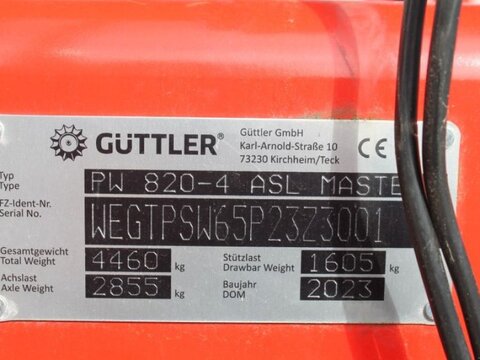 GÜTTLER®
Güttler GmbH
Karl-Arnold-Straße 10
73230 Kirchheim/Teck
CE
Typ
Type
PW 820-4 ASL MASTE
FZ-Ident-Nr.
Serial No.
WEGTPSW65P23Z3001
Gesamtgewicht
Total Weight
4460 kg
Stützlast
Drawbar Weight
1605 kg
Achslast
Axle Weight
2855 kg
Baujahr
DOM
2023